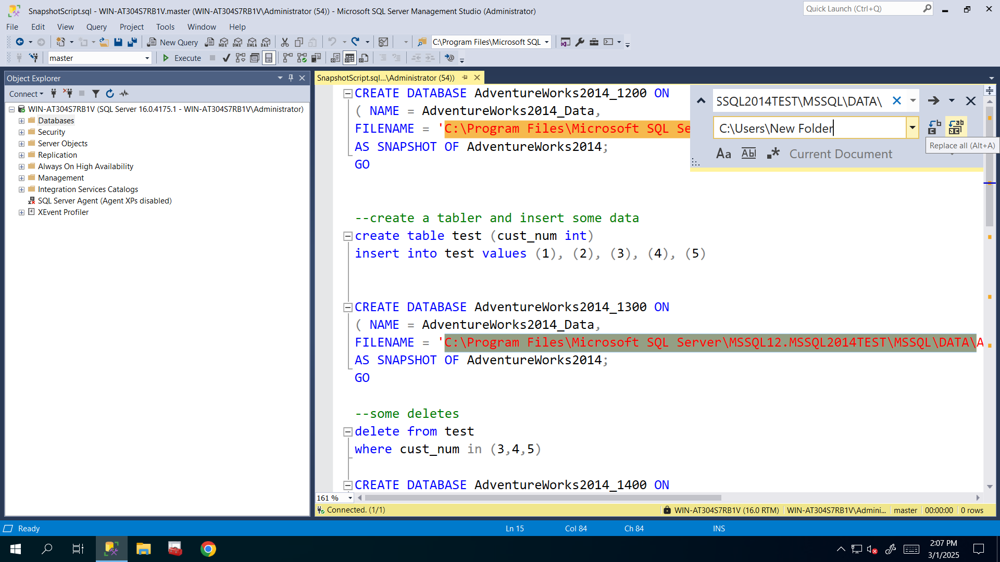 SnapshotScript.sql - WIN-AT304S7RB1V.master (WIN-AT304S7RB1V\Administrator (54)) - Microsoft SQL Server Management Studio (Administrator)
Quick Launch (Ctrl+Q)
File Edit View Query Project Tools Window Help
New Query
MDX DMX XMLA DAX
C:\Program Files\Microsoft SQL
master
Execute
Object Explorer
Connect
WIN-AT304S7RB1V (SQL Server 16.0.4175.1 - WIN-AT304S7RB1V\Administrator)
Databases
Security
Server Objects
Replication
Always On High Availability
Management
Integration Services Catalogs
SQL Server Agent (Agent XPs disabled)
XEvent Profiler
SnapshotScript.sql...\Administrator (54))
CREATE DATABASE AdventureWorks2014_1200 ON
( NAME = AdventureWorks2014_Data,
FILENAME = 'C:\Program Files\Microsoft SQL Se
AS SNAPSHOT OF AdventureWorks2014;
GO
--create a tabler and insert some data
create table test (cust_num int)
insert into test values (1), (2), (3), (4), (5)
CREATE DATABASE AdventureWorks2014_1300 ON
( NAME = AdventureWorks2014_Data,
FILENAME = 'C:\Program Files\Microsoft SQL Server\MSSQL12.MSSQL2014TEST\MSSQL\DATA\A
AS SNAPSHOT OF AdventureWorks2014;
GO
--some deletes
delete from test
where cust_num in (3,4,5)
CREATE DATABASE AdventureWorks2014_1400 ON
SSQL2014TEST\MSSQL\DATA\
C:\Users\New Folder
Replace all (Alt+A)
Aa Abl Current Document
161 %
Connected. (1/1)
WIN-AT304S7RB1V (16.0 RTM)
WIN-AT304S7RB1V\Admini...
master
00:00:00
0 rows
Ready
Ln 15
Col 84
Ch 84
INS
2:07 PM
3/1/2025